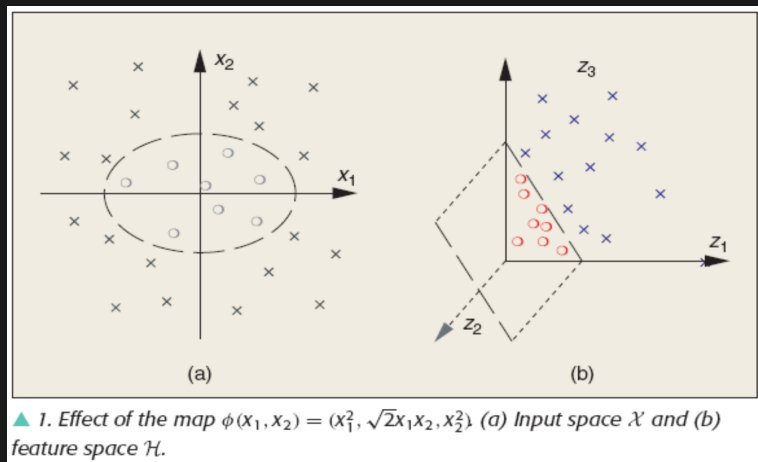 x₂
x₁
z₃
z₁
z₂
(a)
(b)
▲ 1. Effect of the map ϕ(x₁, x₂) = (x₁², √2x₁x₂, x₂²). (a) Input space 𝒳 and (b)
feature space ℋ.